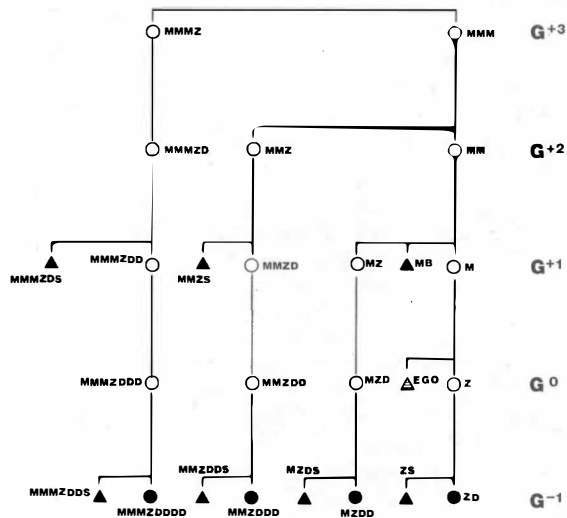 MMMZ MMM G+3
MMMZD MMZ MM G+2
MMMZDS MMMZDD MMZS MMZD MZ MB M G+1
MMMZDDD MMZDD MZD EGO Z G0
MMMZDDS MMMZDDDD MMZDDS MMZDDD MZDS MZDD ZS ZD G-1